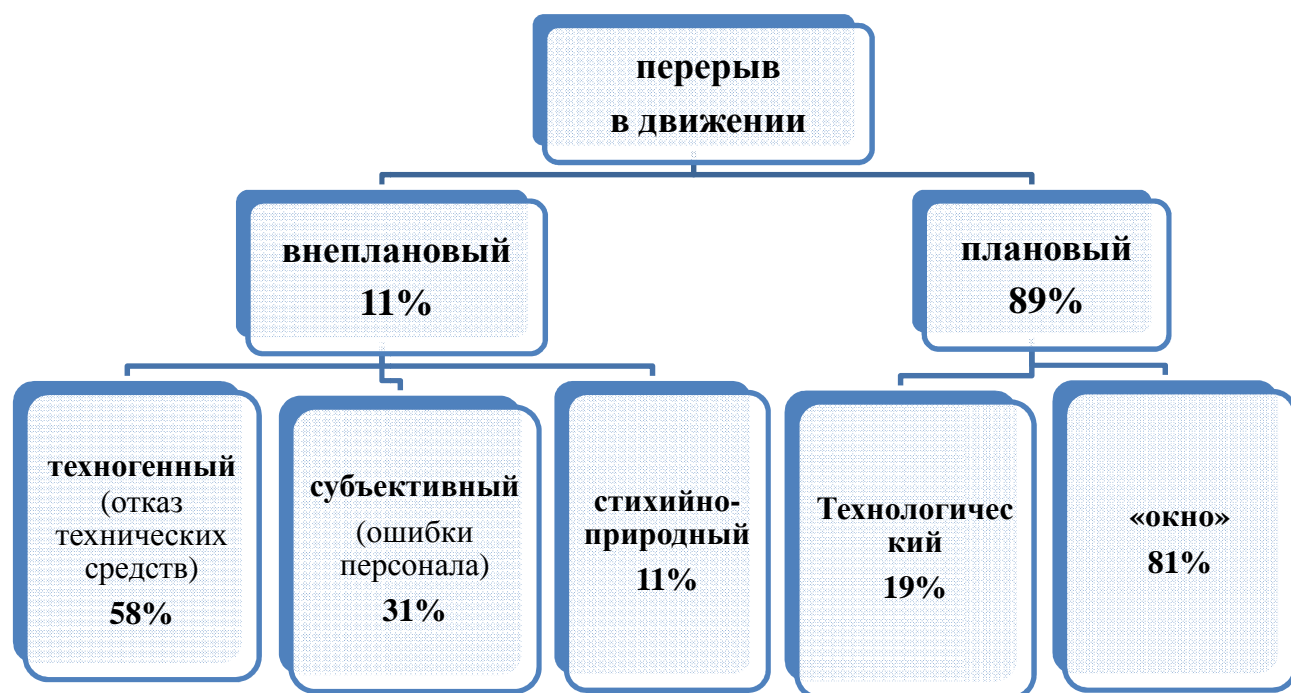 перерыв
в движении
внеплановый
11%
плановый
89%
техногенный
(отказ
технических
средств)
58%
субъективный
(ошибки
персонала)
31%
стихийно-
природный
11%
Технологичес
кий
19%
«окно»
81%